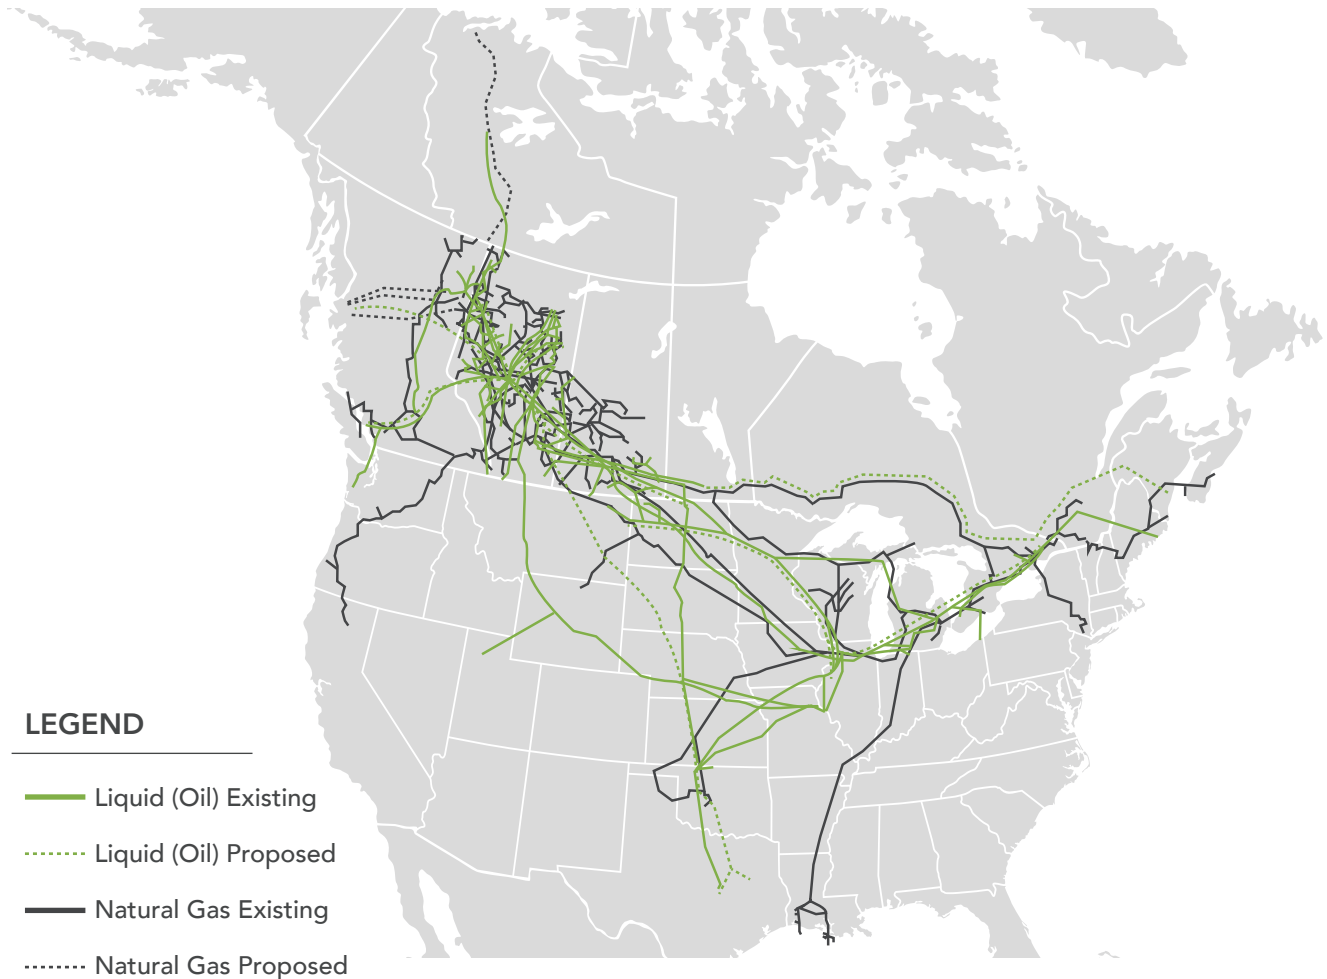 LEGEND
Liquid (Oil) Existing
Liquid (Oil) Proposed
Natural Gas Existing
Natural Gas Proposed